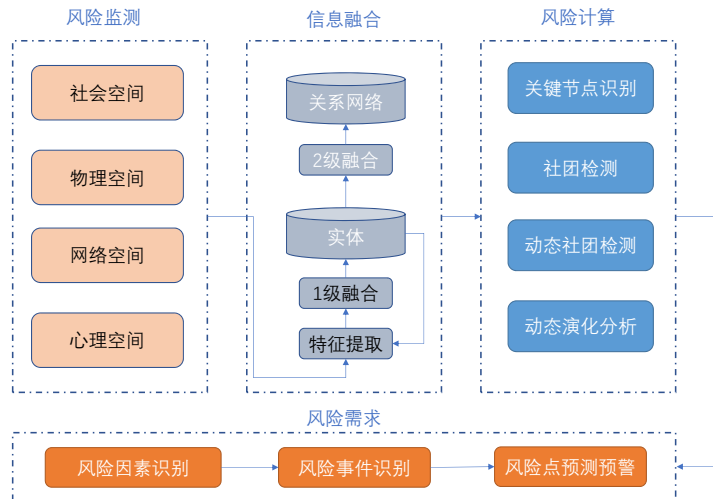 风险监测
信息融合
风险计算
社会空间
物理空间
网络空间
心理空间
关系网络
2级融合
实体
1级融合
特征提取
关键节点识别
社团检测
动态社团检测
动态演化分析
风险需求
风险因素识别
风险事件识别
风险点预测预警